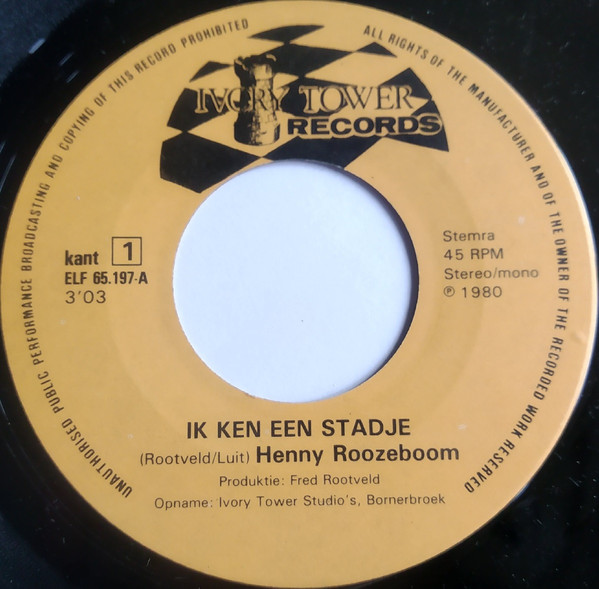 UNAUTHORISED PUBLIC PERFORMANCE BROADCASTING AND COPYING OF THIS RECORD PROHIBITED
ALL RIGHTS OF THE MANUFACTURER AND OF THE OWNER OF THE RECORDED WORK RESERVED
IVORY TOWER
RECORDS
kant 1
ELF 65.197-A
3'03
Stemra
45 RPM
Stereo/mono
℗ 1980
IK KEN EEN STADJE
(Rootveld/Luit) Henny Roozeboom
Produktie: Fred Rootveld
Opname: Ivory Tower Studio's, Bornerbroek